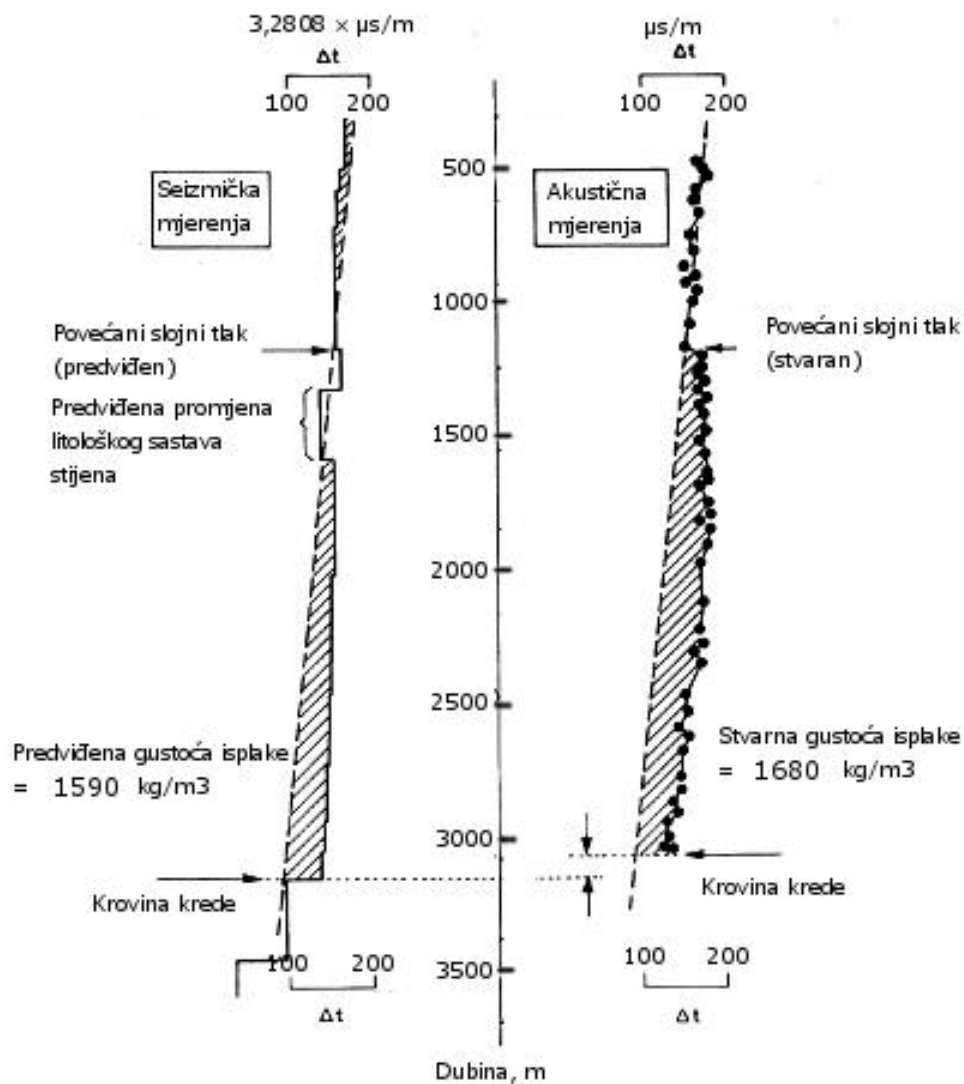 3,2808 × μs/m
Δt
100 200
μs/m
Δt
100 200
Seizmička
mjerenja
Akustična
mjerenja
500
1000
1500
2000
2500
3000
3500
Povećani slojni tlak
(predviđen)
Predviđena promjena
litološkog sastava
stijena
Predviđena gustoća isplake
= 1590 kg/m3
Krovina krede
Povećani slojni tlak
(stvaran)
Stvarna gustoća isplake
= 1680 kg/m3
Krovina krede
100 200
Δt
100 200
Δt
Dubina, m